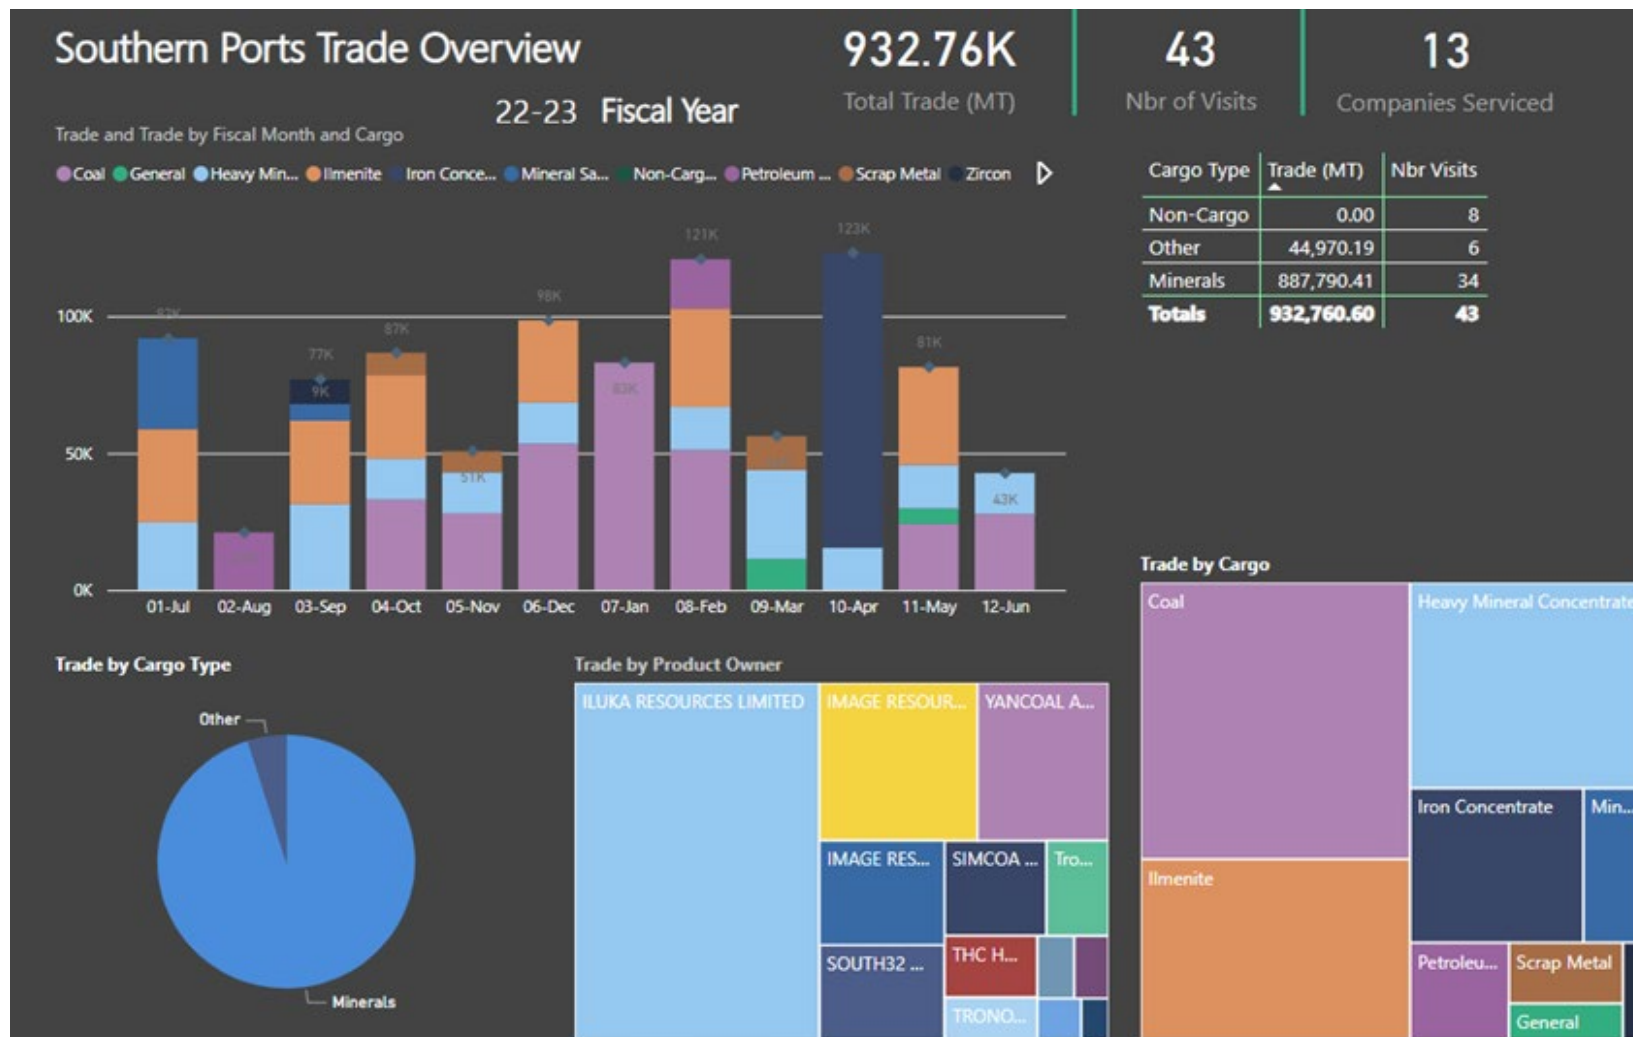 Southern Ports Trade Overview
22-23 Fiscal Year
932.76K
Total Trade (MT)
43
Nbr of Visits
13
Companies Serviced
Trade and Trade by Fiscal Month and Cargo
Coal General Heavy Min... Ilmenite Iron Conce... Mineral Sa... Non-Carg... Petroleum ... Scrap Metal Zircon
121K 123K
98K
87K
77K
81K
9K
83K
51K
43K
100K
50K
0K
01-Jul 02-Aug 03-Sep 04-Oct 05-Nov 06-Dec 07-Jan 08-Feb 09-Mar 10-Apr 11-May 12-Jun
Cargo Type Trade (MT) Nbr Visits
Non-Cargo 0.00 8
Other 44,970.19 6
Minerals 887,790.41 34
Totals 932,760.60 43
Trade by Cargo Type
Other
Minerals
Trade by Product Owner
ILUKA RESOURCES LIMITED
IMAGE RESOUR...
YANCOAL A...
IMAGE RES...
SIMCOA ...
Tro...
SOUTH32 ...
THC H...
TRONO...
Trade by Cargo
Coal
Heavy Mineral Concentrate
Iron Concentrate
Min...
Ilmenite
Petroleu...
Scrap Metal
General